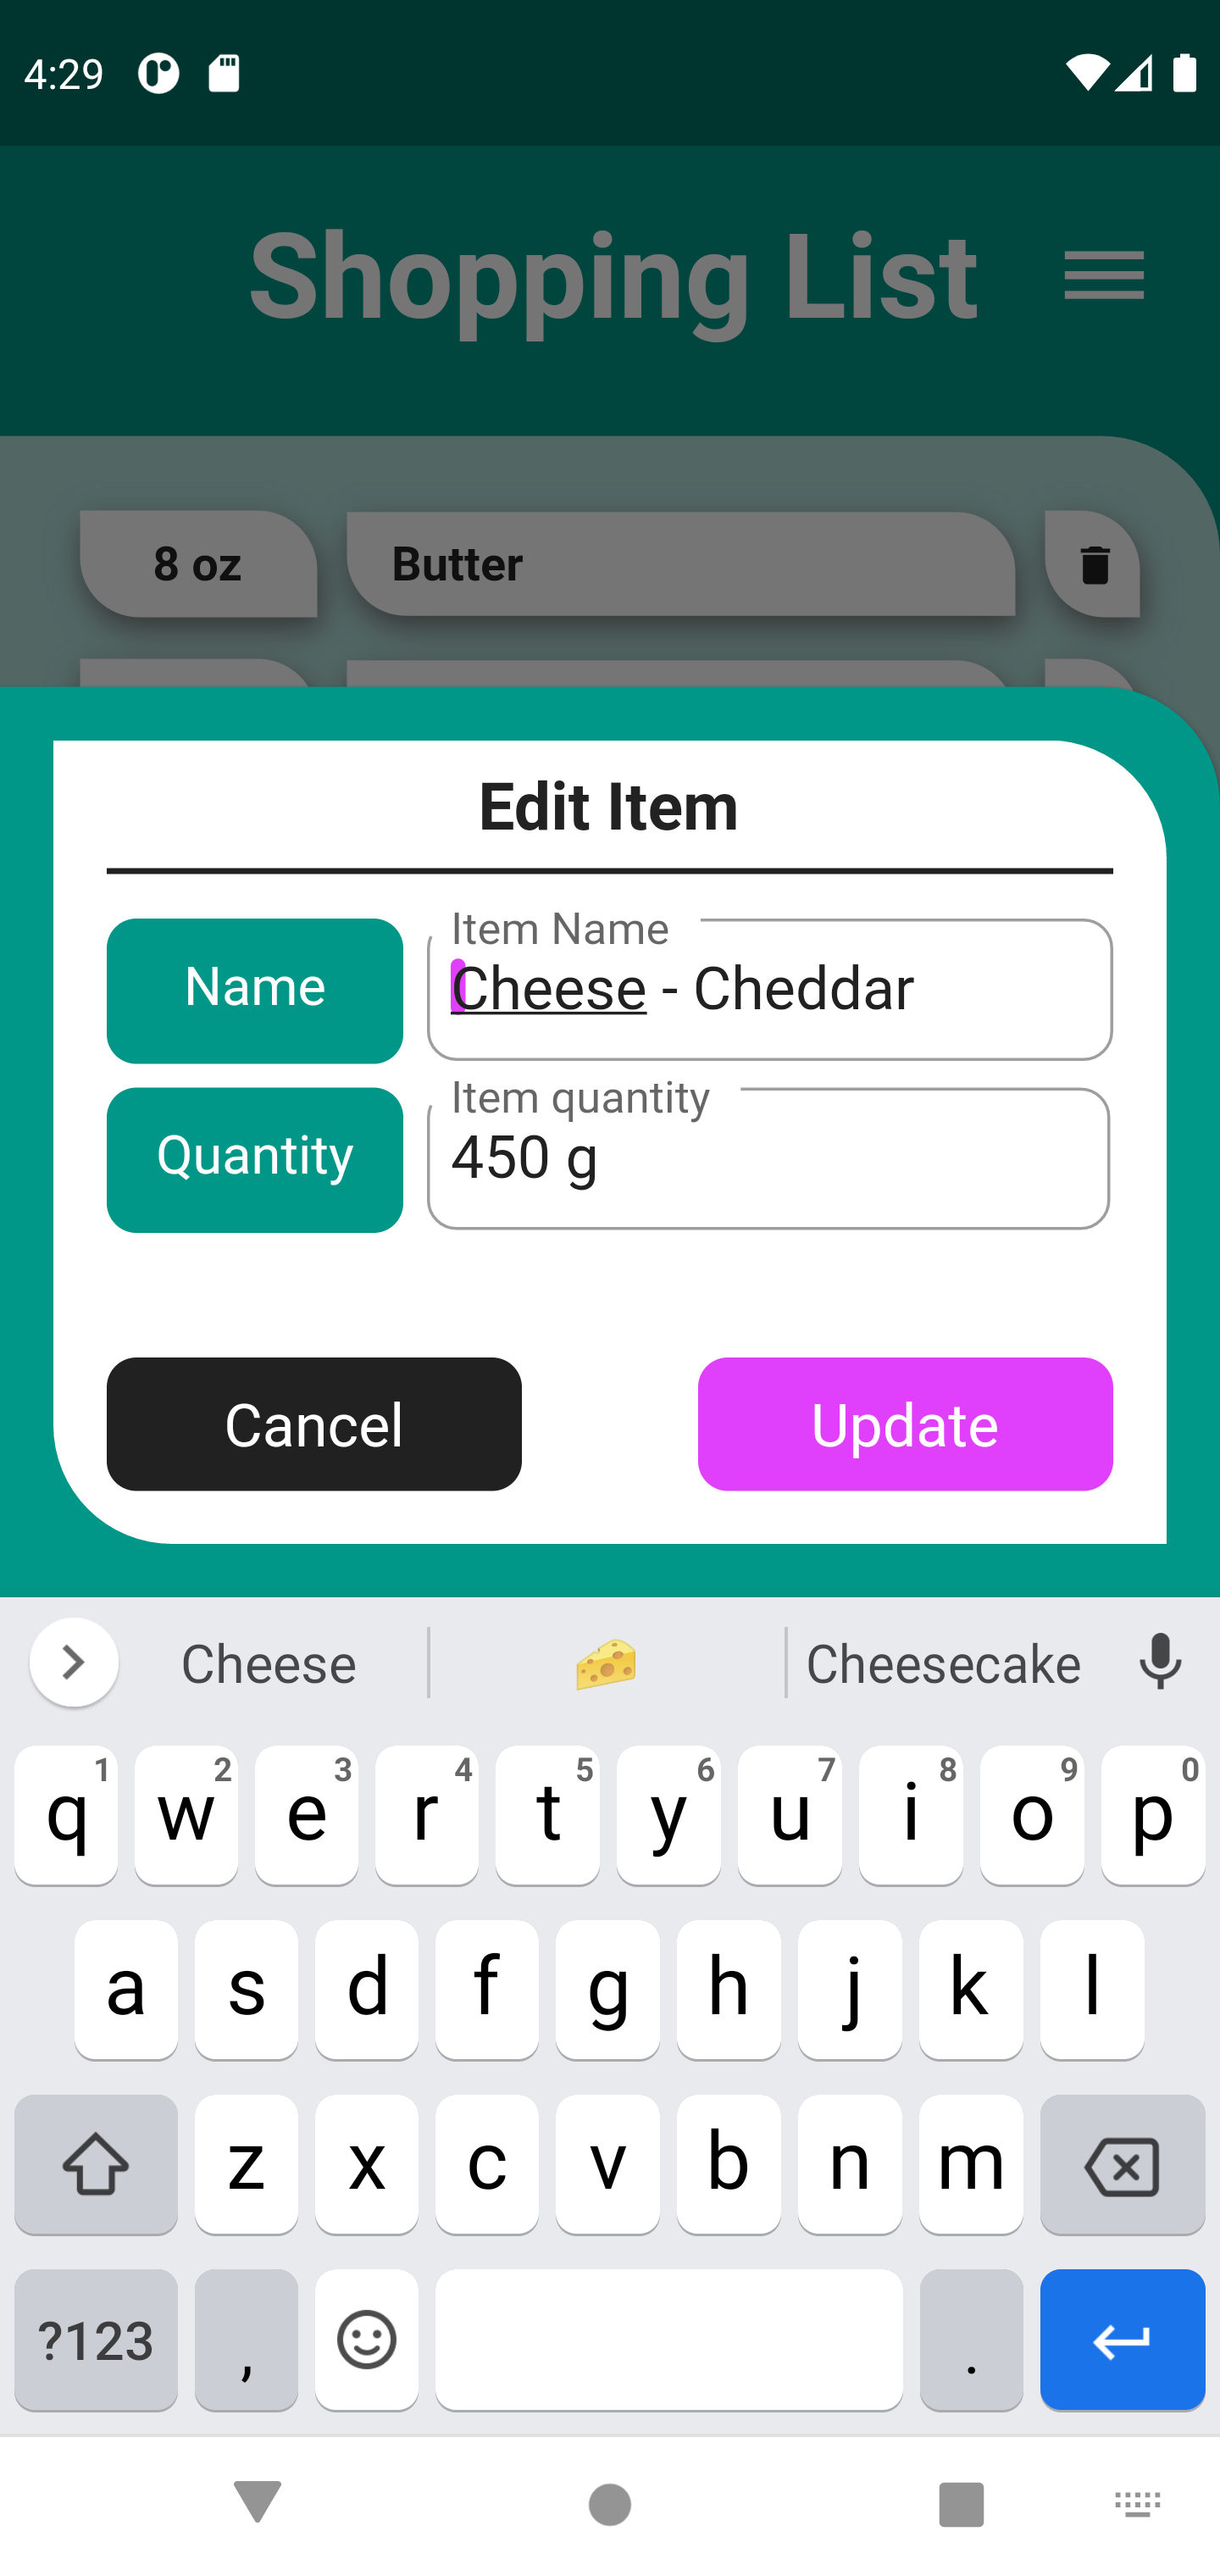 4:29
Shopping List
8 oz Butter
Edit Item
Name
Item Name
Cheese - Cheddar
Quantity
Item quantity
450 g
Cancel Update
Cheese Cheesecake
q 1 w 2 e 3 r 4 t 5 y 6 u 7 i 8 o 9 p 0
a s d f g h j k l
z x c v b n m
?123 , .